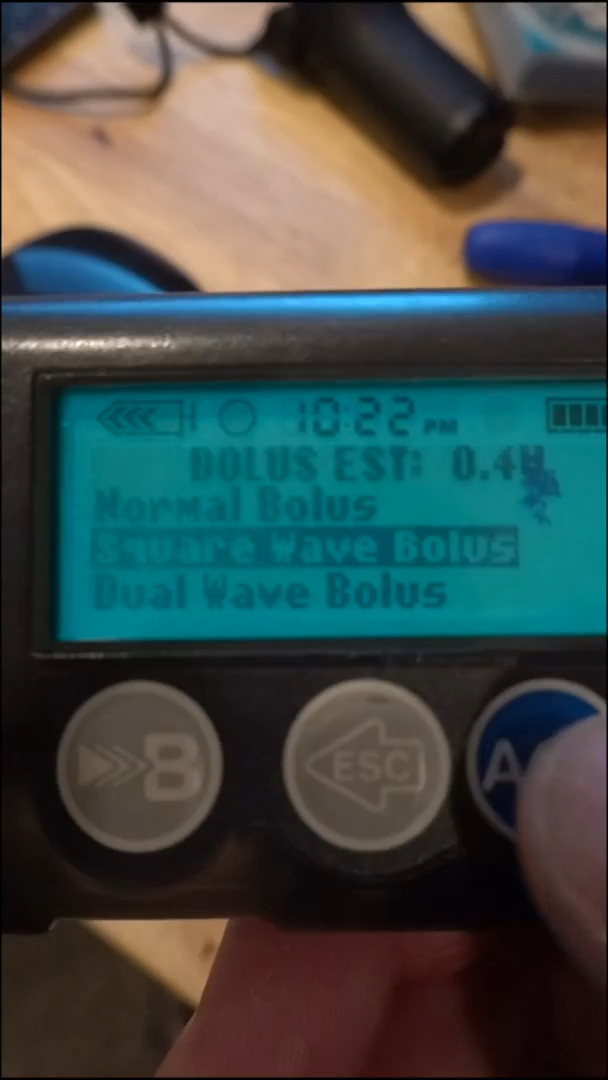 10:22 PM
BOLUS EST: 0.4U
Normal Bolus
Square Wave Bolus
Dual Wave Bolus
B
ESC